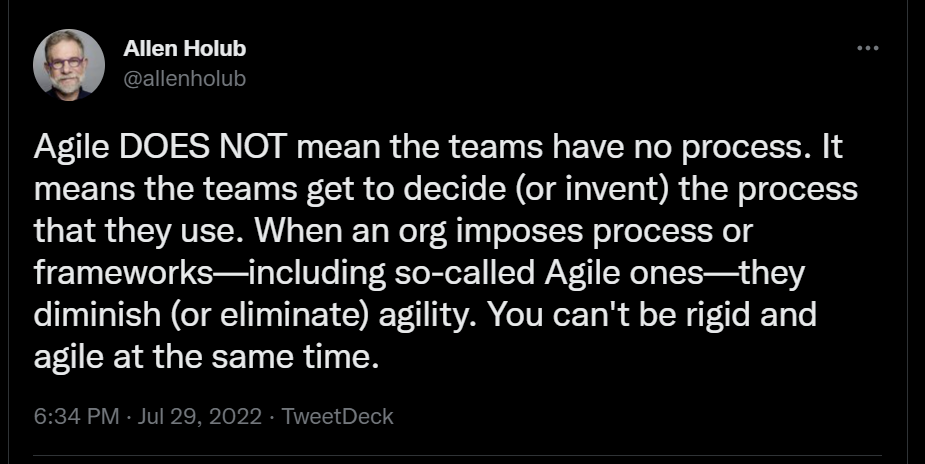 Allen Holub
@allenholub
Agile DOES NOT mean the teams have no process. It
means the teams get to decide (or invent) the process
that they use. When an org imposes process or
frameworks—including so-called Agile ones—they
diminish (or eliminate) agility. You can't be rigid and
agile at the same time.
6:34 PM · Jul 29, 2022 · TweetDeck